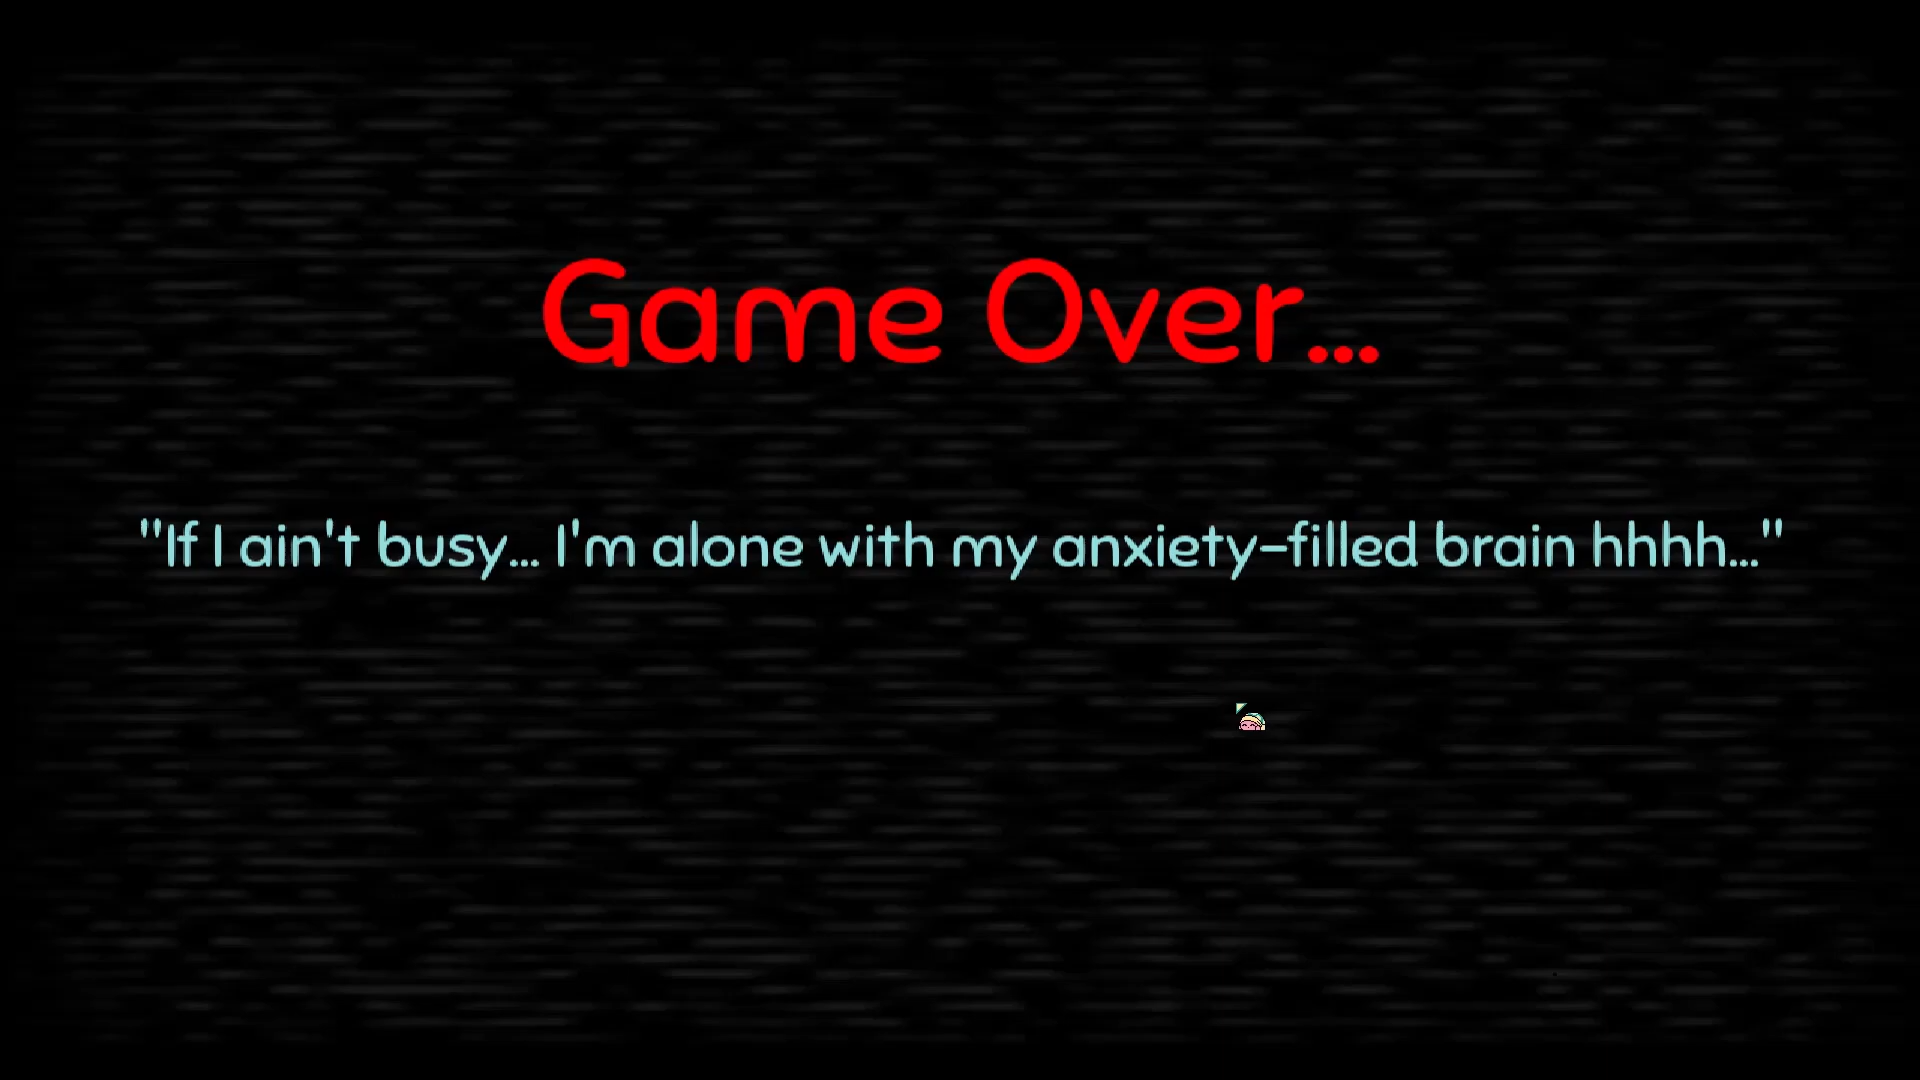 Game Over...
"If I ain't busy... I'm alone with my anxiety-filled brain hhhh..."